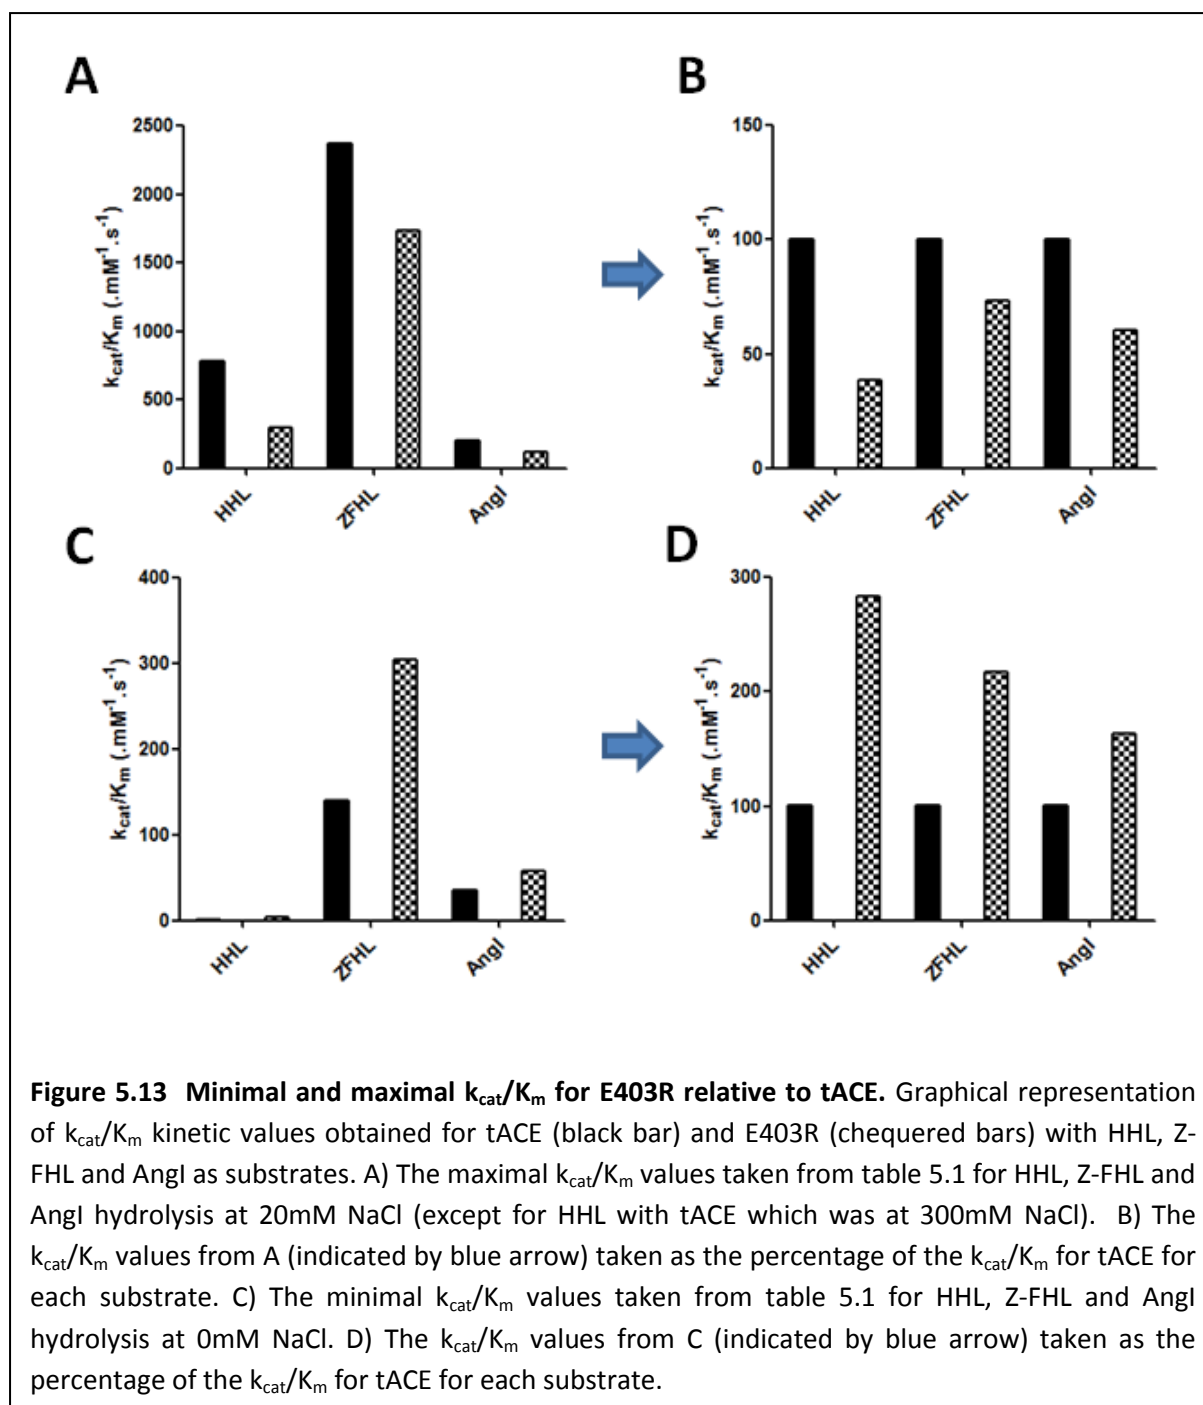 A
B
2500
2000
1500
1000
500
0
kcat/Km (.mM-1.s-1)
HHL
ZFHL
AngI
150
100
50
0
kcat/Km (.mM-1.s-1)
HHL
ZFHL
AngI
C
D
400
300
200
100
0
kcat/Km (.mM-1.s-1)
HHL
ZFHL
AngI
300
200
100
0
kcat/Km (.mM-1.s-1)
HHL
ZFHL
AngI
Figure 5.13 Minimal and maximal kcat/Km for E403R relative to tACE. Graphical representation
of kcat/Km kinetic values obtained for tACE (black bar) and E403R (chequered bars) with HHL, Z-
FHL and AngI as substrates. A) The maximal kcat/Km values taken from table 5.1 for HHL, Z-FHL and
AngI hydrolysis at 20mM NaCl (except for HHL with tACE which was at 300mM NaCl). B) The
kcat/Km values from A (indicated by blue arrow) taken as the percentage of the kcat/Km for tACE for
each substrate. C) The minimal kcat/Km values taken from table 5.1 for HHL, Z-FHL and AngI
hydrolysis at 0mM NaCl. D) The kcat/Km values from C (indicated by blue arrow) taken as the
percentage of the kcat/Km for tACE for each substrate.